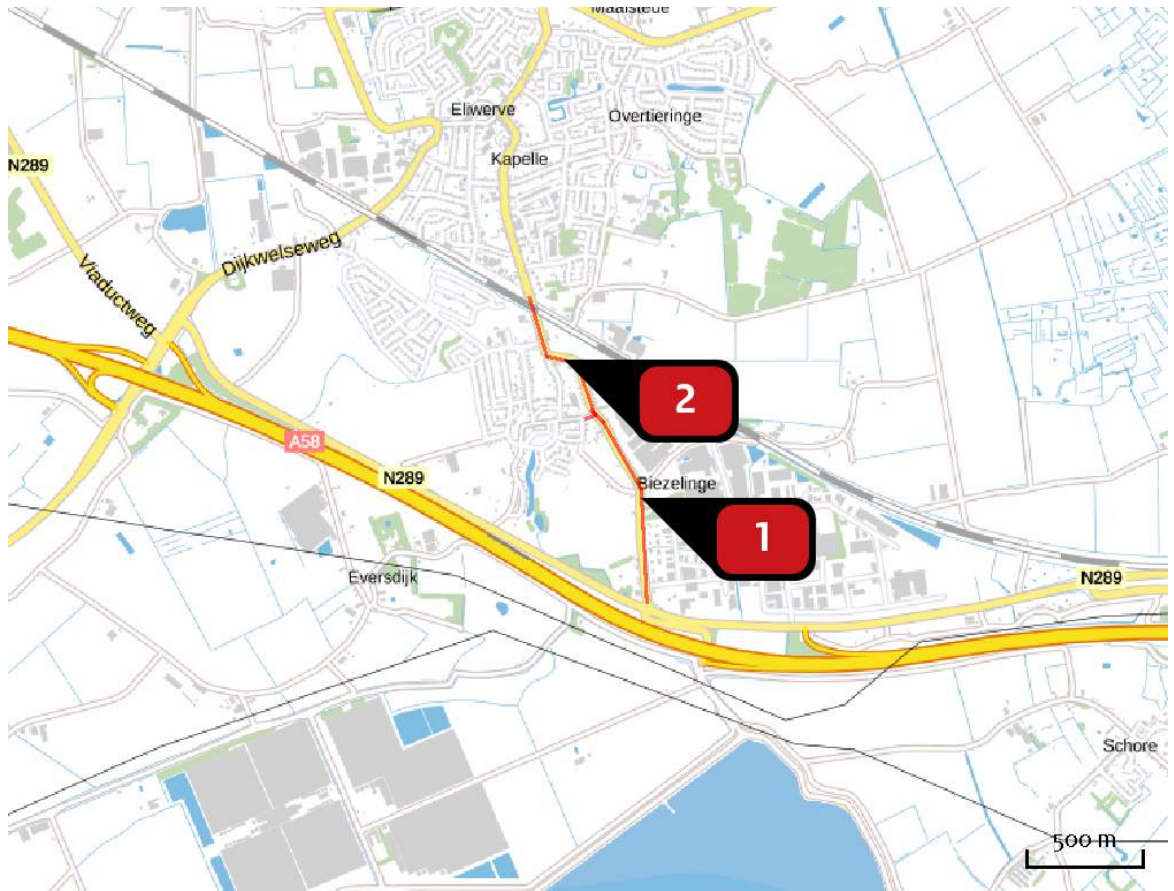 Maalstede
Eliwerve
Overtieringe
Kapelle
N289
Dijkwelseweg
Viaductweg
2
A58
N289
Biezelinge
1
Eversdijk
N289
Schore
500 m